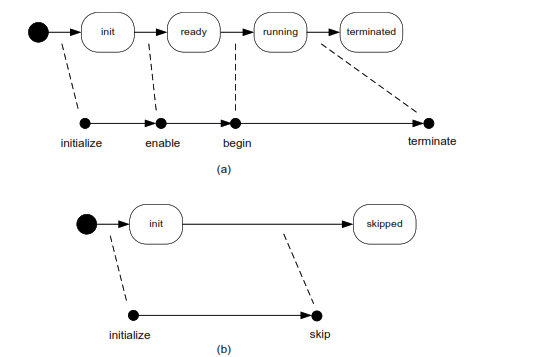 init ready running terminated
initialize enable begin terminate
(a)
init skipped
initialize skip
(b)